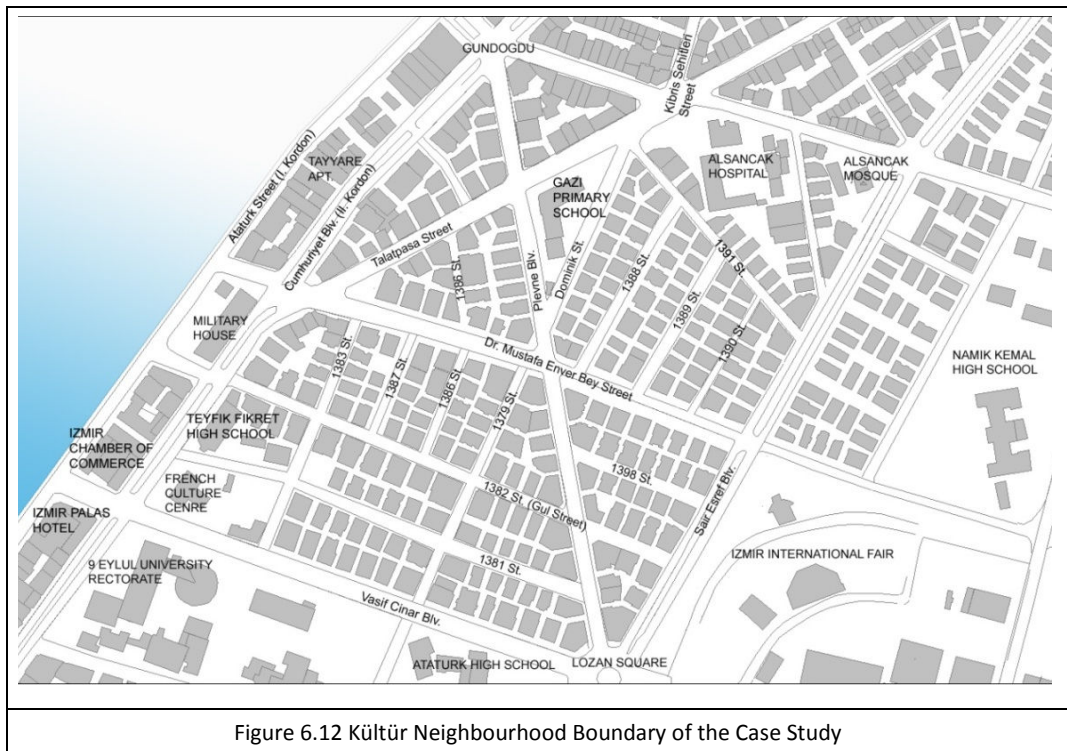 GUNDOGDU
Kibris Sehitleri
Street
Ataturk Street (I. Kordon)
TAYYARE
APT.
Cumhuriyet Blv. (II. Kordon)
Talatpasa Street
GAZI
PRIMARY
SCHOOL
ALSANCAK
HOSPITAL
ALSANCAK
MOSQUE
1386 St.
Plevne Blv.
Dominik St.
1388 St.
1391 St.
1389 St.
1390 St.
MILITARY
HOUSE
Dr. Mustafa Enver Bey Street
NAMIK KEMAL
HIGH SCHOOL
1383 St.
1387 St.
1386 St.
1379 St.
TEYFIK FIKRET
HIGH SCHOOL
IZMIR
CHAMBER OF
COMMERCE
1398 St.
FRENCH
CULTURE
CENRE
1382 St. (Gul Street)
Sair Esref Blv.
IZMIR PALAS
HOTEL
IZMIR INTERNATIONAL FAIR
9 EYLUL UNIVERSITY
RECTORATE
1381 St.
Vasif Cinar Blv.
ATATURK HIGH SCHOOL
LOZAN SQUARE
Figure 6.12 Kültür Neighbourhood Boundary of the Case Study